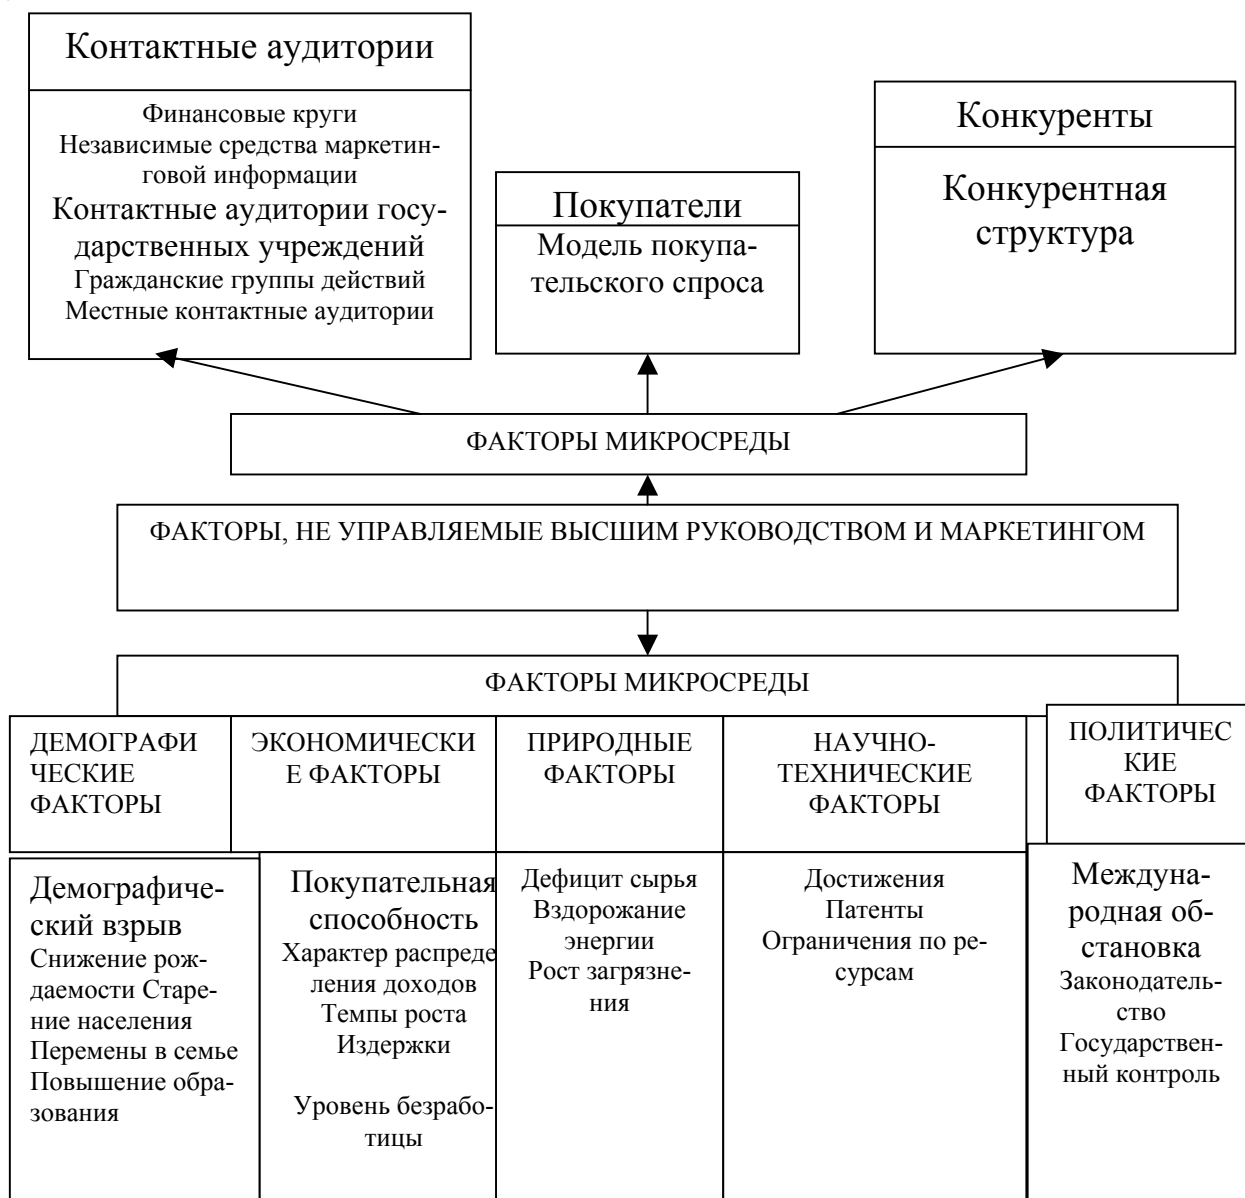 Контактные аудитории
Финансовые круги
Независимые средства маркетин-
говой информации
Контактные аудитории госу-
дарственных учреждений
Гражданские группы действий
Местные контактные аудитории
Покупатели
Модель покупа-
тельского спроса
Конкуренты
Конкурентная
структура
ФАКТОРЫ МИКРОСРЕДЫ
ФАКТОРЫ, НЕ УПРАВЛЯЕМЫЕ ВЫСШИМ РУКОВОДСТВОМ И МАРКЕТИНГОМ
ФАКТОРЫ МИКРОСРЕДЫ
ДЕМОГРАФИ
ЧЕСКИЕ
ФАКТОРЫ
ЭКОНОМИЧЕСКИ
Е ФАКТОРЫ
ПРИРОДНЫЕ
ФАКТОРЫ
НАУЧНО-
ТЕХНИЧЕСКИЕ
ФАКТОРЫ
ПОЛИТИЧЕС
КИЕ
ФАКТОРЫ
Демографиче-
ский взрыв
Снижение рож-
даемости Старе-
ние населения
Перемены в семье
Повышение обра-
зования
Покупательная
способность
Характер распреде
ления доходов
Темпы роста
Издержки
Уровень безрабо-
тицы
Дефицит сырья
Вздорожание
энергии
Рост загрязне-
ния
Достижения
Патенты
Ограничения по ре-
сурсам
Междуна-
родная об-
становка
Законодатель-
ство
Государствен-
ный контроль